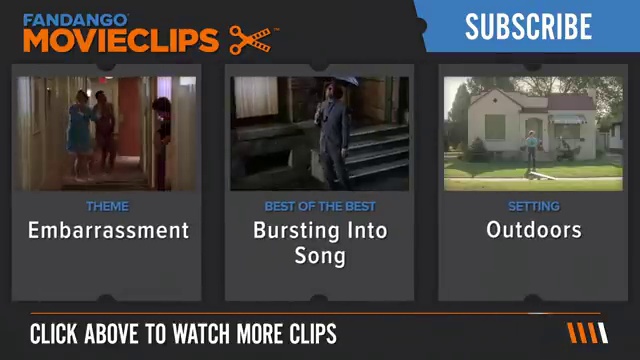 FANDANGO
MOVIECLIPS
SUBSCRIBE
THEME
Embarrassment
BEST OF THE BEST
Bursting Into
Song
SETTING
Outdoors
CLICK ABOVE TO WATCH MORE CLIPS